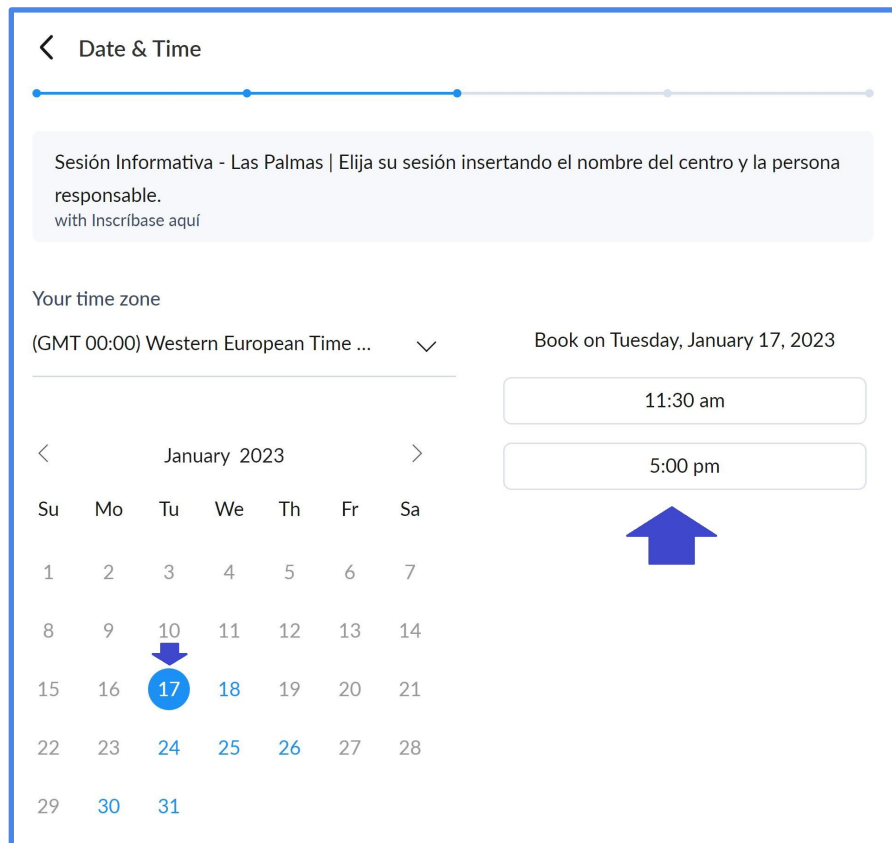 Date & Time
Sesión Informativa - Las Palmas | Elija su sesión insertando el nombre del centro y la persona
responsable.
with Inscríbase aquí
Your time zone
(GMT 00:00) Western European Time ...
January 2023
Su Mo Tu We Th Fr Sa
1 2 3 4 5 6 7
8 9 10 11 12 13 14
15 16 17 18 19 20 21
22 23 24 25 26 27 28
29 30 31
Book on Tuesday, January 17, 2023
11:30 am
5:00 pm